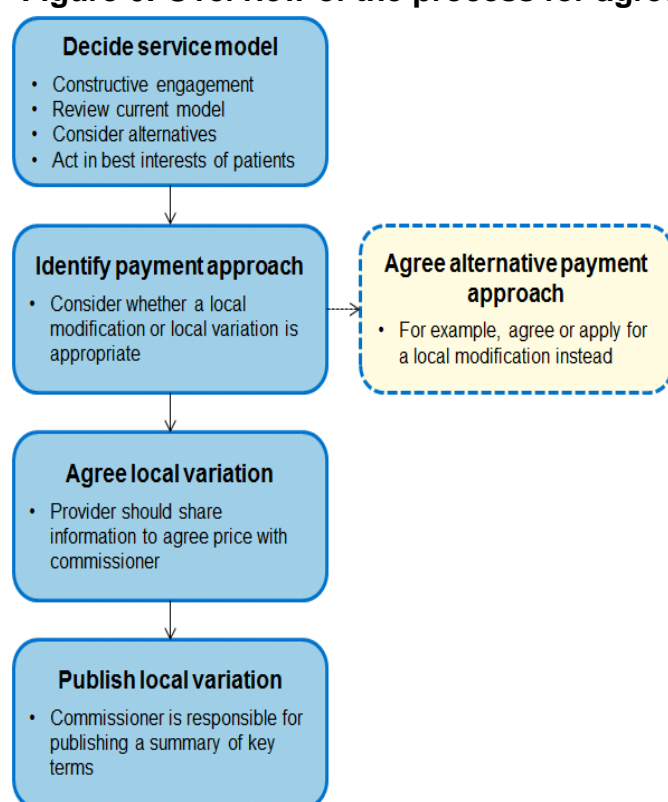 Decide service model
• Constructive engagement
• Review current model
• Consider alternatives
• Act in best interests of patients
Identify payment approach
• Consider whether a local
modification or local variation is
appropriate
Agree alternative payment
approach
• For example, agree or apply for
a local modification instead
Agree local variation
• Provider should share
information to agree price with
commissioner
Publish local variation
• Commissioner is responsible for
publishing a summary of key
terms